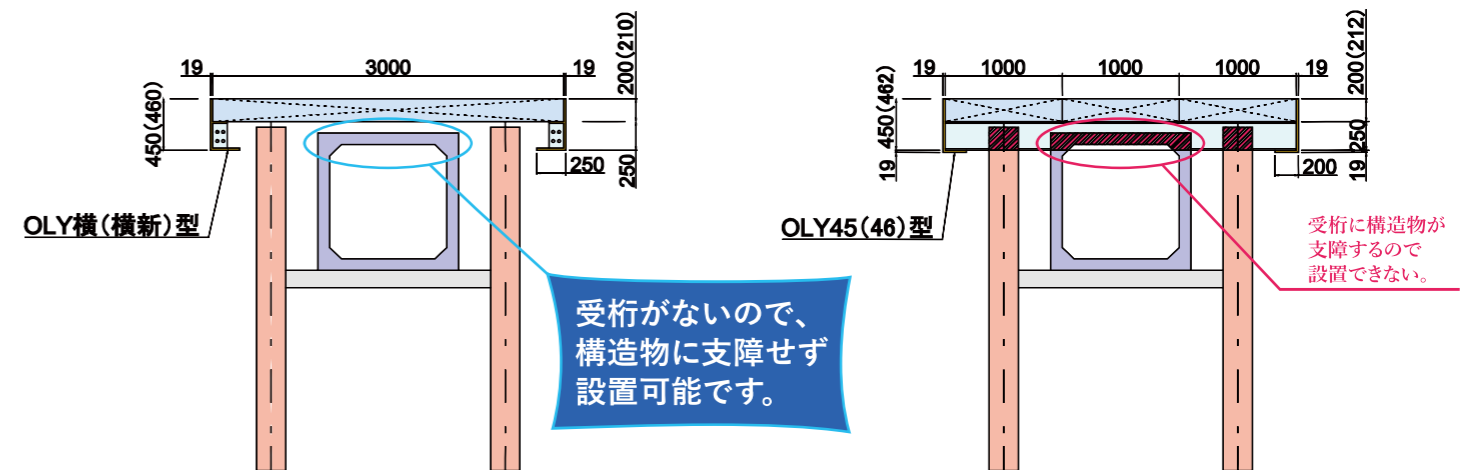 19
3000
19
200(210)
450(460)
250
250
OLY横(横新)型
受桁がないので、
構造物に支障せず
設置可能です。
19
1000
1000
1000
19
200(212)
450(462)
250
19
19
200
OLY45(46)型
受桁に構造物が
支障するので
設置できない。